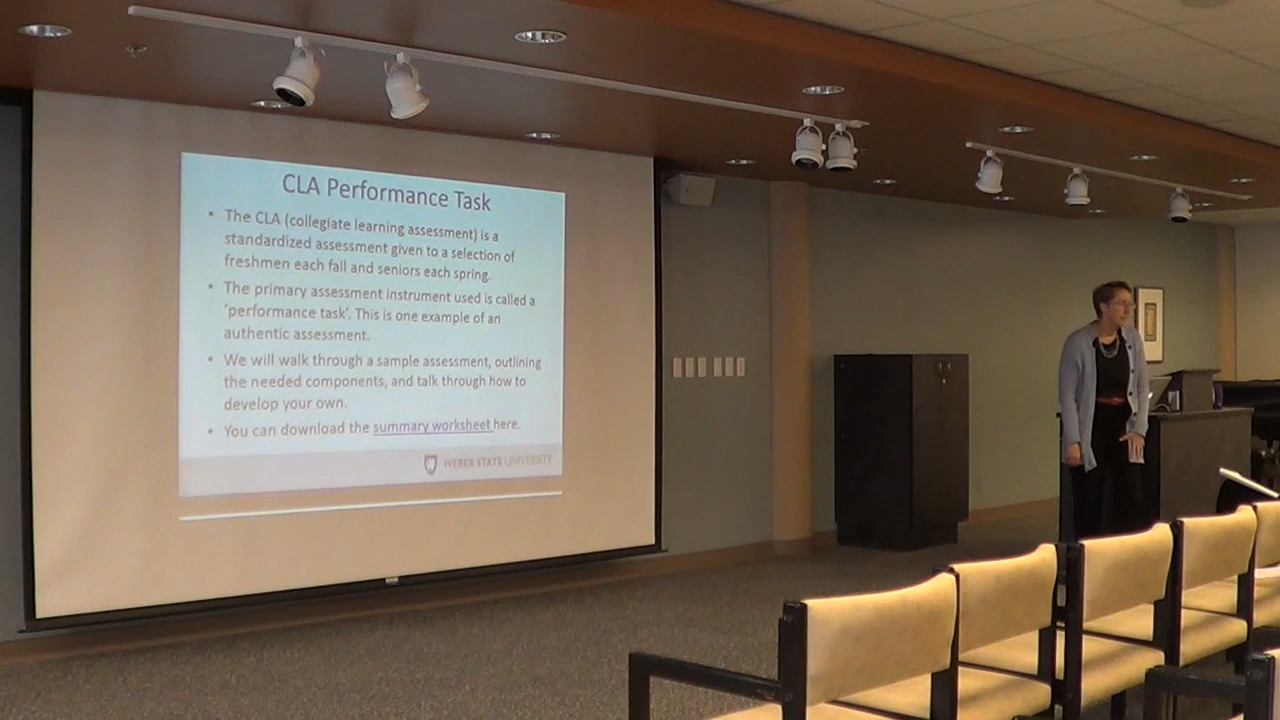 CLA Performance Task
• The CLA (collegiate learning assessment) is a
standardized assessment given to a selection of
freshmen each fall and seniors each spring.
• The primary assessment instrument used is called a
'performance task'. This is one example of an
authentic assessment.
• We will walk through a sample assessment, outlining
the needed components, and talk through how to
develop your own.
• You can download the summary worksheet here.
WEBER STATE UNIVERSITY